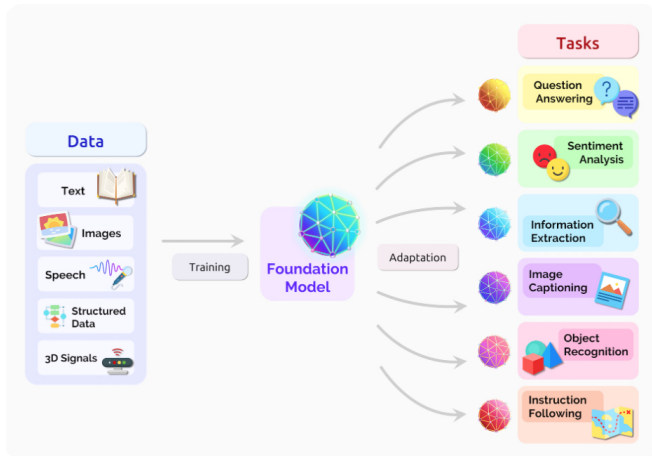 Data
Text
Images
Speech
Structured
Data
3D Signals
Training
Foundation
Model
Adaptation
Tasks
Question
Answering
?
Sentiment
Analysis
Information
Extraction
Image
Captioning
Object
Recognition
Instruction
Following